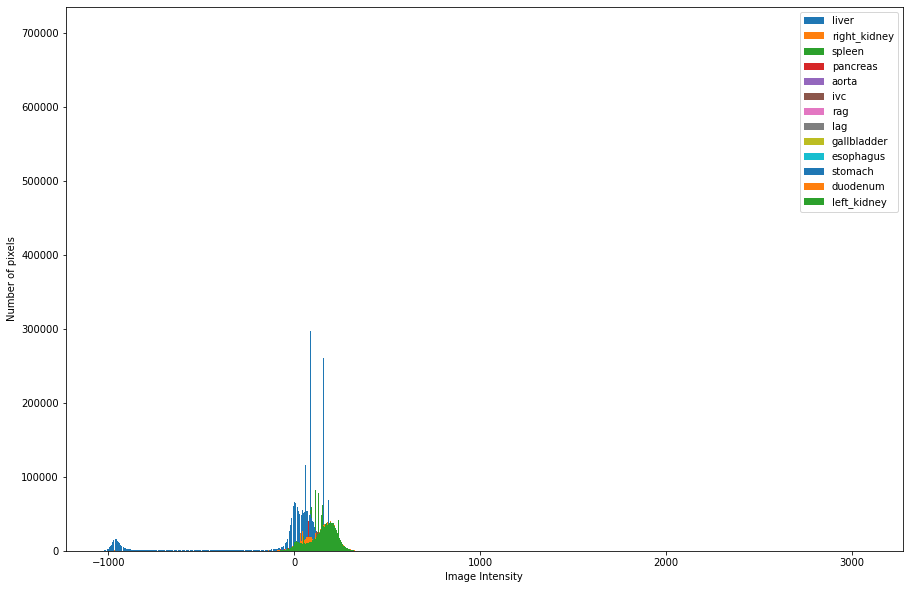 700000
600000
500000
400000
300000
200000
100000
0
Number of pixels
−1000
0
1000
2000
3000
Image Intensity
liver
right_kidney
spleen
pancreas
aorta
ivc
rag
lag
gallbladder
esophagus
stomach
duodenum
left_kidney